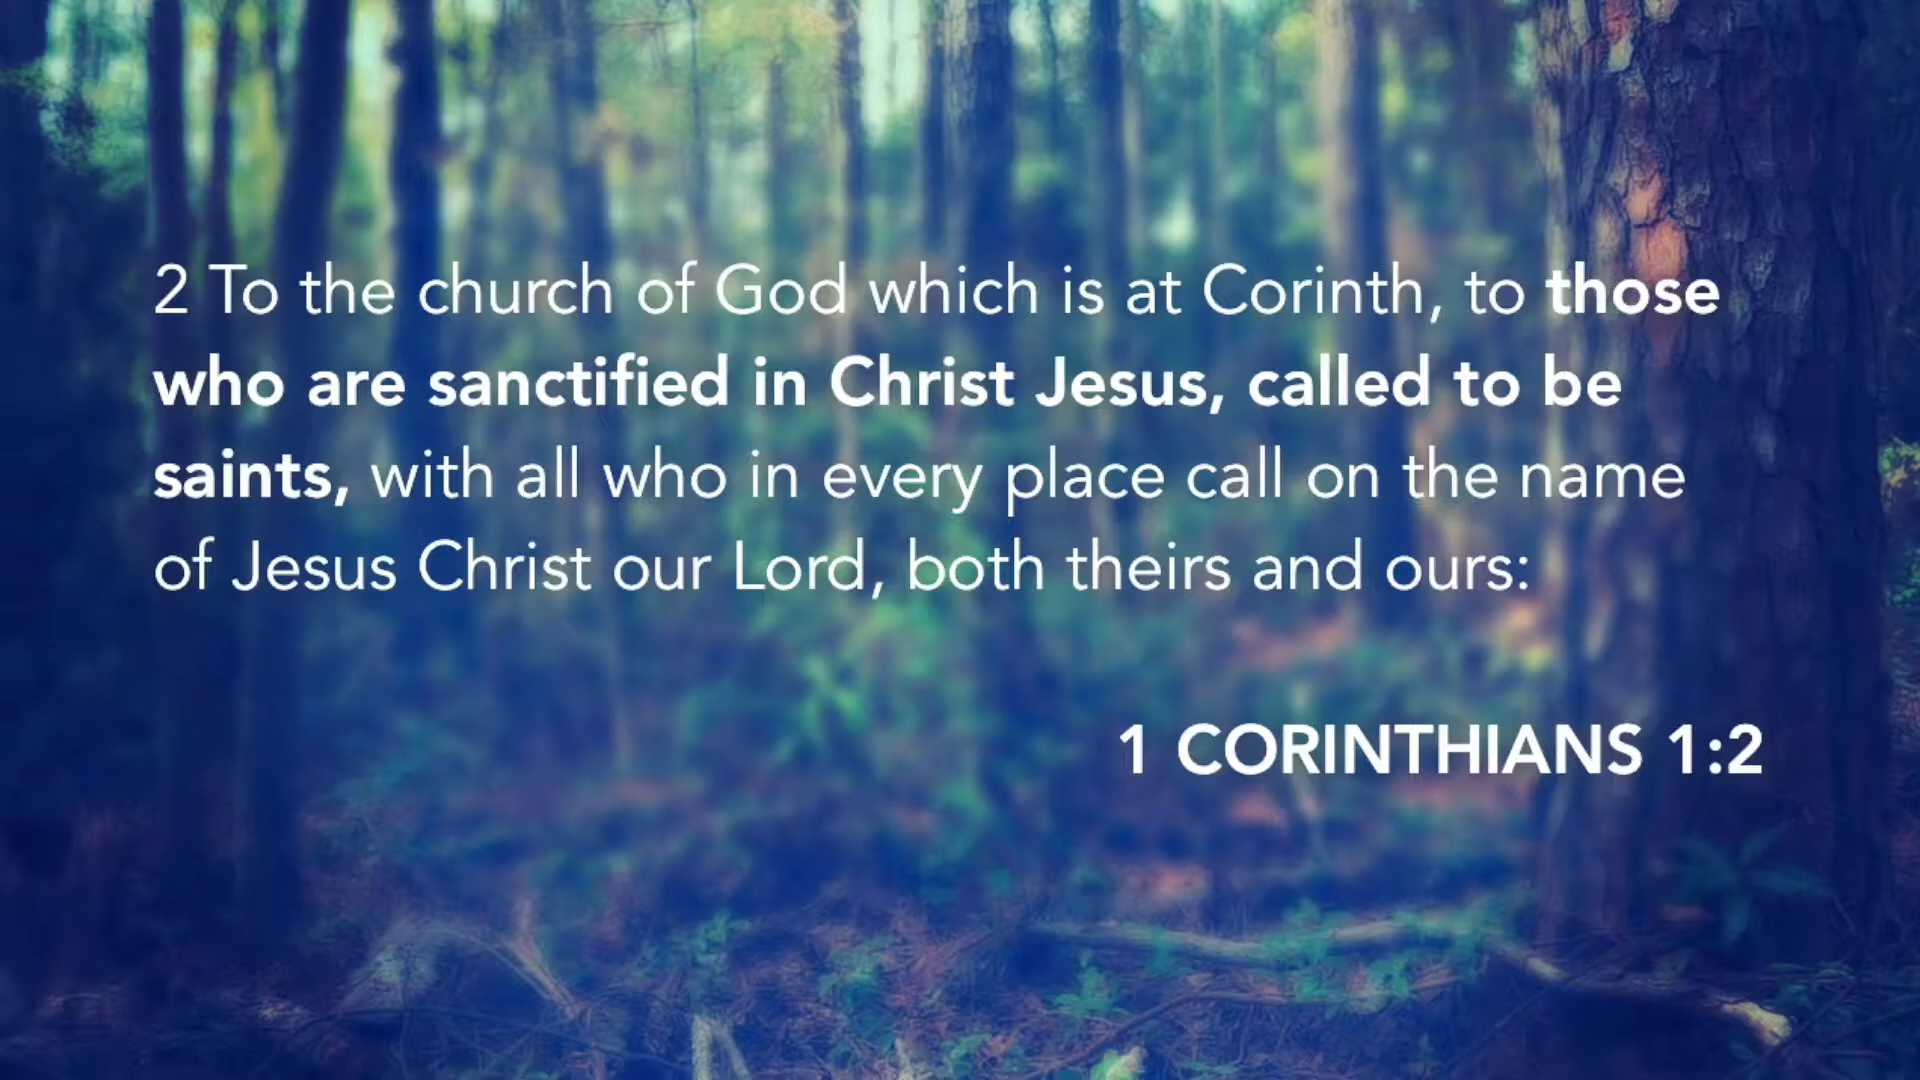 2 To the church of God which is at Corinth, to those
who are sanctified in Christ Jesus, called to be
saints, with all who in every place call on the name
of Jesus Christ our Lord, both theirs and ours:
1 CORINTHIANS 1:2